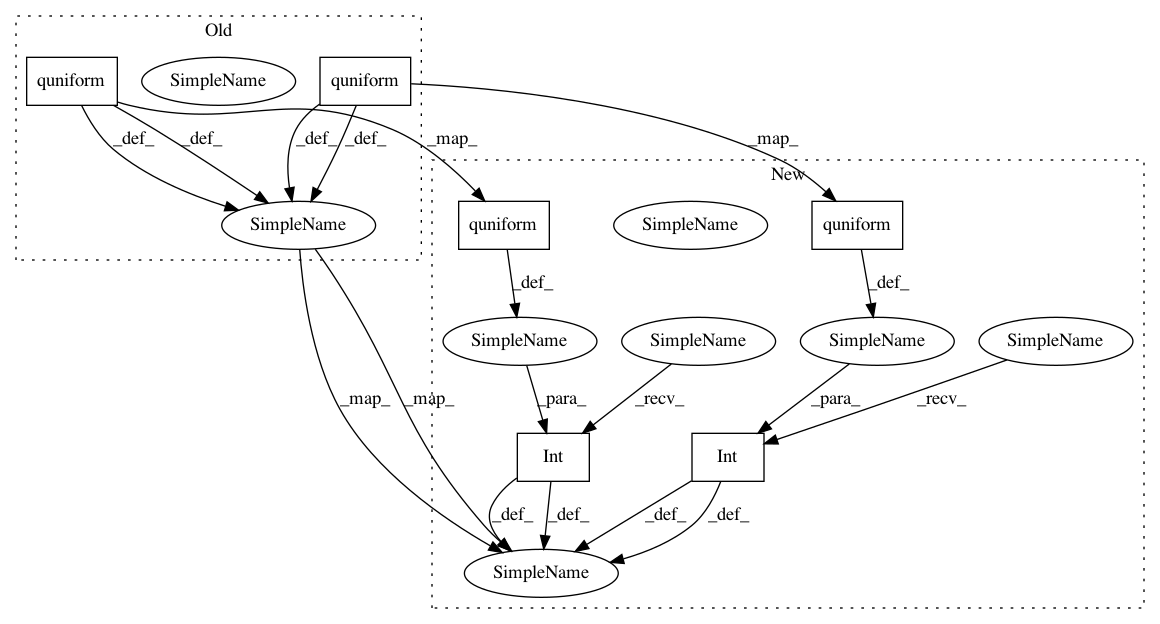 Old
quniform
SimpleName
quniform
_def_
_def_
_def_
_def_
_map_
_map_
New
SimpleName
quniform
SimpleName
quniform
_def_
_def_
SimpleName
SimpleName
SimpleName
SimpleName
_map_
_map_
_para_
_recv_
_para_
_recv_
Int
Int
_def_
_def_
_def_
_def_
SimpleName